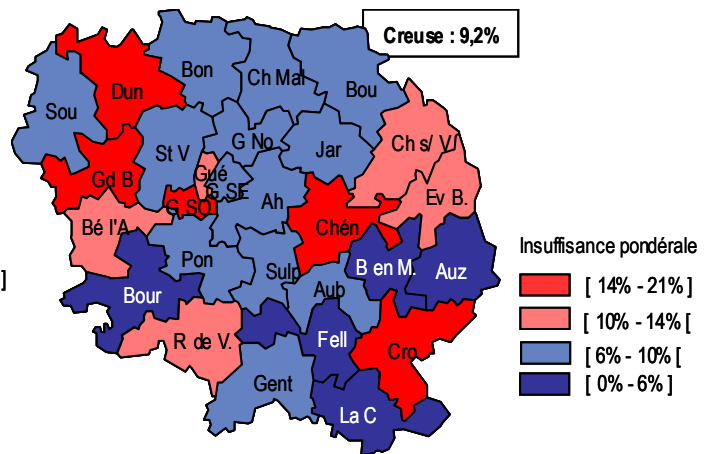 Creuse : 9,2%
Bon
Ch Mal
Bou
Dun
Sou
St V
G No
Jar
Ch s/ V
Gd B
Gué
G SE
Ev B.
G SO
Ah
Chén
Bé l'A
Pon
Sulp
B en M.
Auz
Bour
Aub
R de V.
Fell
Cro
Gent
La C
]
Insuffisance pondérale
[ 14% - 21% ]
[ 10% - 14% [
[ 6% - 10% [
[ 0% - 6% ]